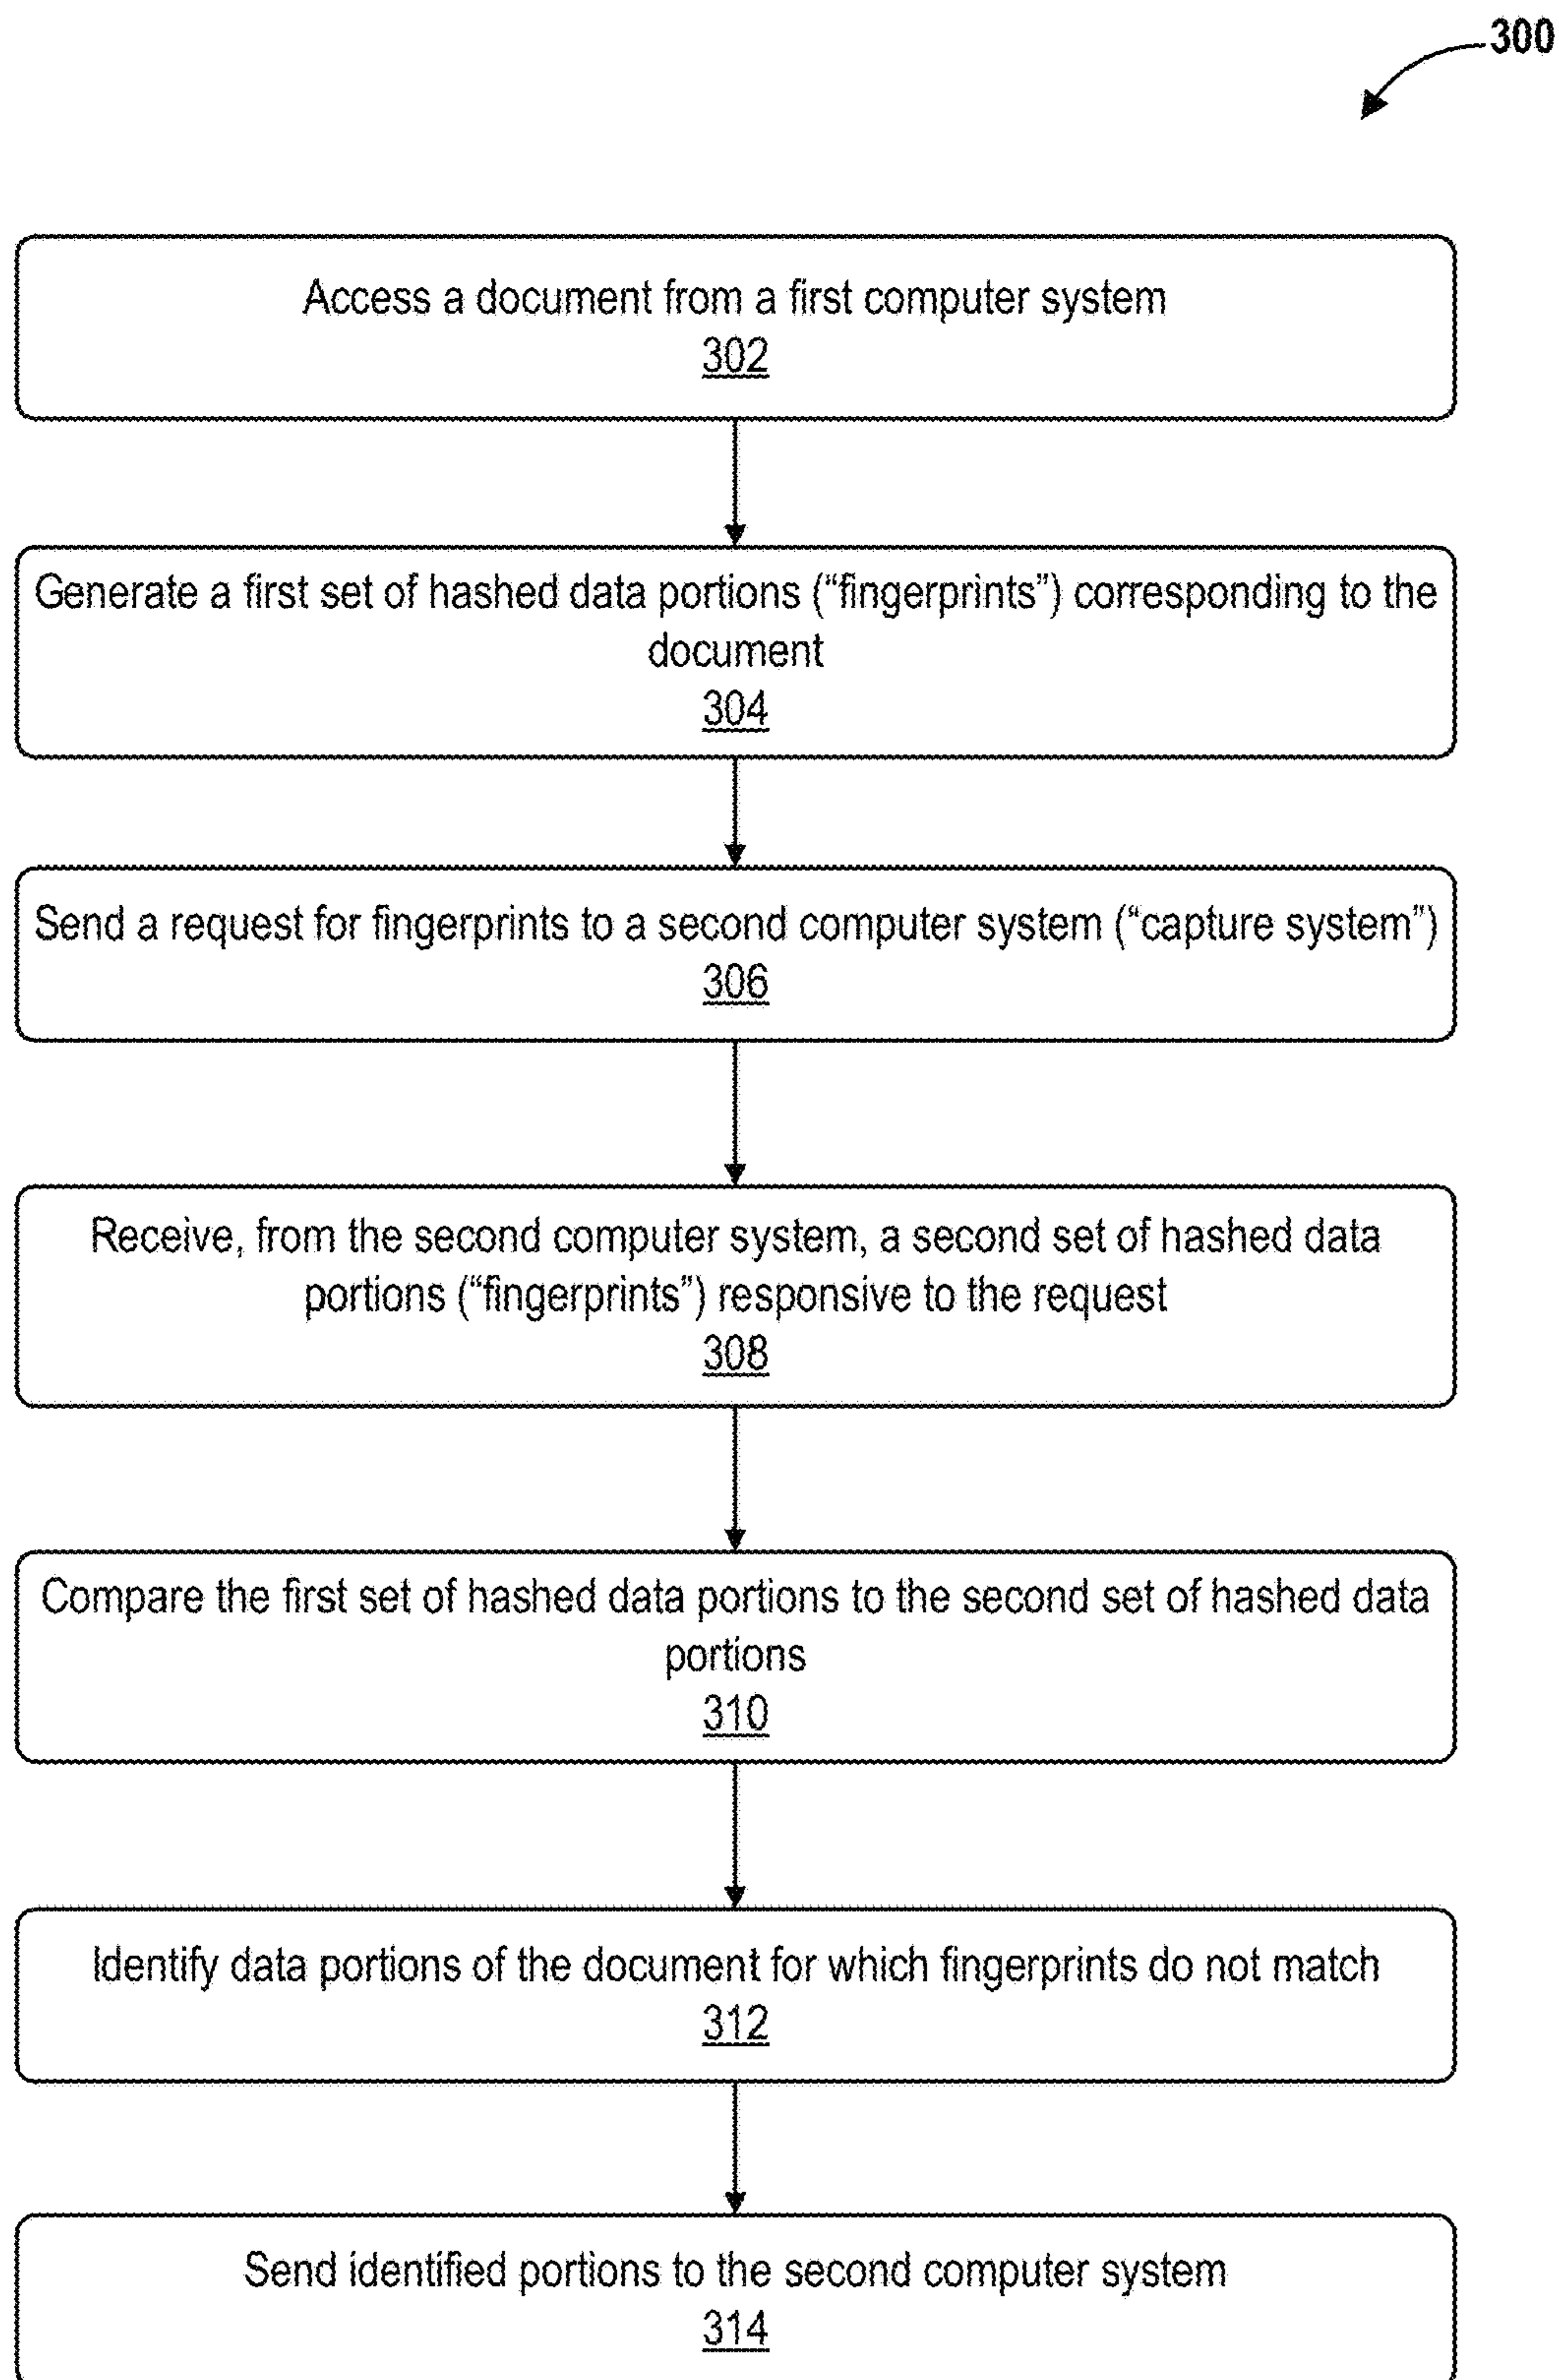 300
Access a document from a first computer system
302
Generate a first set of hashed data portions (“fingerprints”) corresponding to the
document
304
Send a request for fingerprints to a second computer system (“capture system”)
306
Receive, from the second computer system, a second set of hashed data
portions (“fingerprints”) responsive to the request
308
Compare the first set of hashed data portions to the second set of hashed data
portions
310
Identify data portions of the document for which fingerprints do not match
312
Send identified portions to the second computer system
314